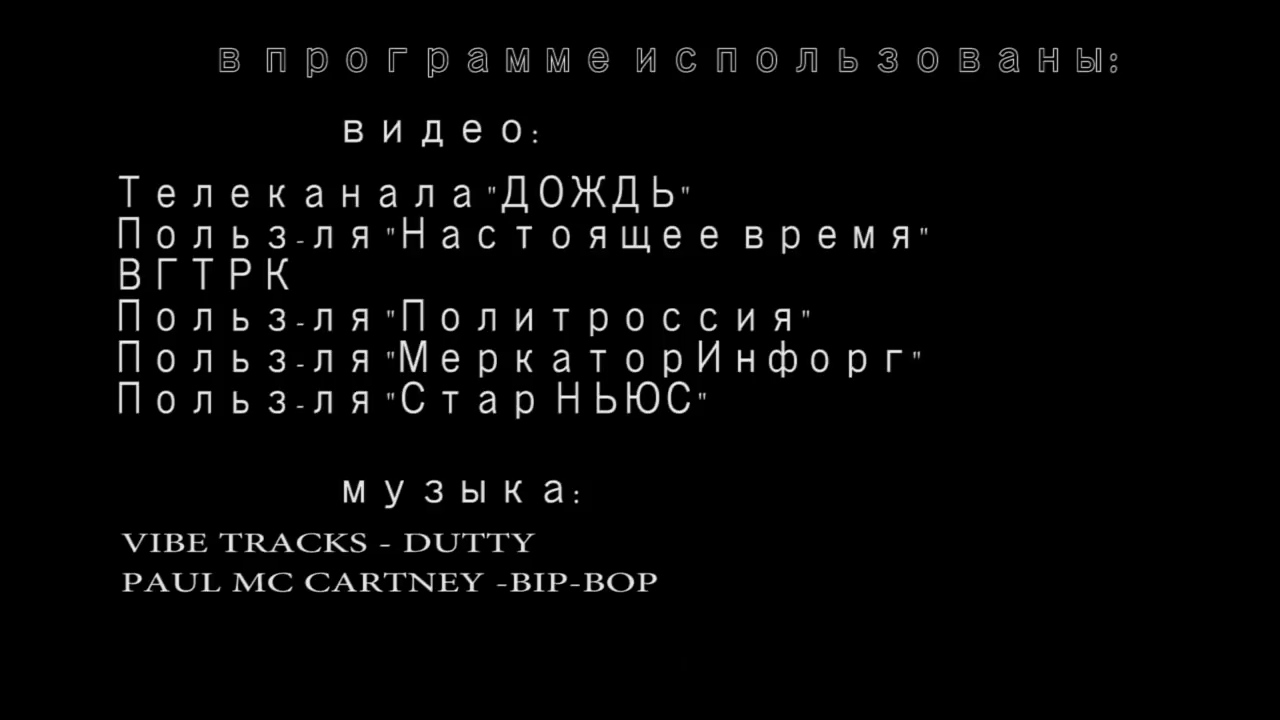 в программе использованы:
видео:
Телеканала "ДОЖДЬ"
Польз-ля "Настоящее время"
ВГТРК
Польз-ля "Политроссия"
Польз-ля "МеркаторИнфорг"
Польз-ля "Стар НЬЮС"
музыка:
VIBE TRACKS - DUTTY
PAUL MC CARTNEY -BIP-BOP